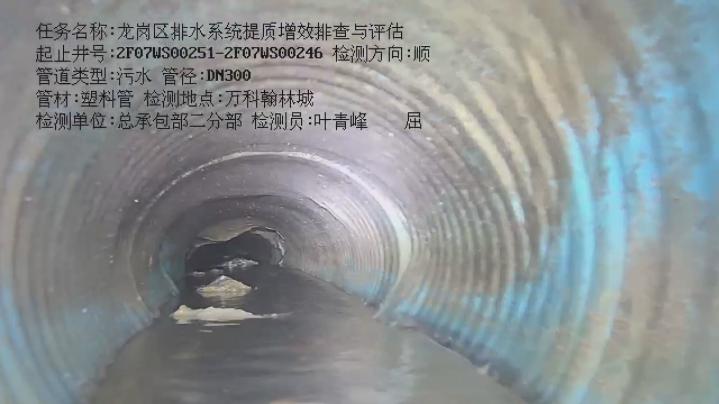 任务名称:龙岗区排水系统提质增效排查与评估
起止井号:2F07WS00251-2F07WS00246 检测方向:顺
管道类型:污水 管径:DN300
管材:塑料管 检测地点:万科翰林城
检测单位:总承包部二分部 检测员:叶青峰 屈